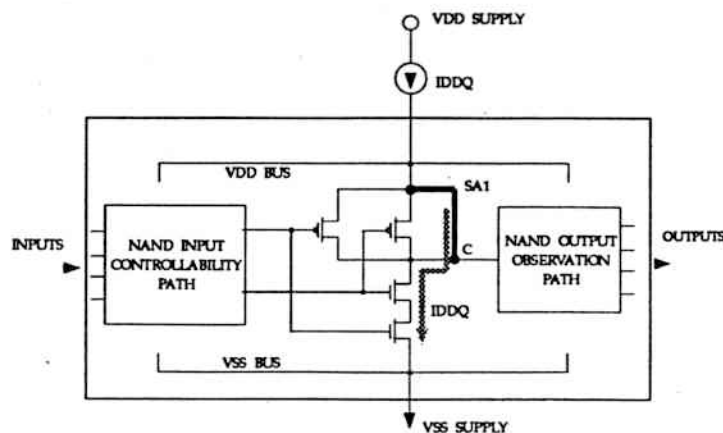 VDD SUPPLY
IDDQ
VDD BUS
SA1
INPUTS
NAND INPUT
CONTROLLABILITY
PATH
C
NAND OUTPUT
OBSERVATION
PATH
OUTPUTS
IDDQ
VSS BUS
VSS SUPPLY